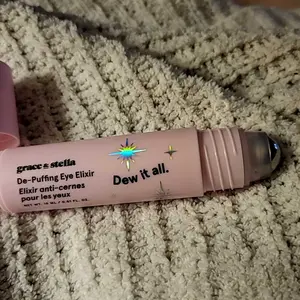 grace & stella
De-Puffing Eye Elixir
Elixir anti-cernes
pour les yeux
Dew it all.